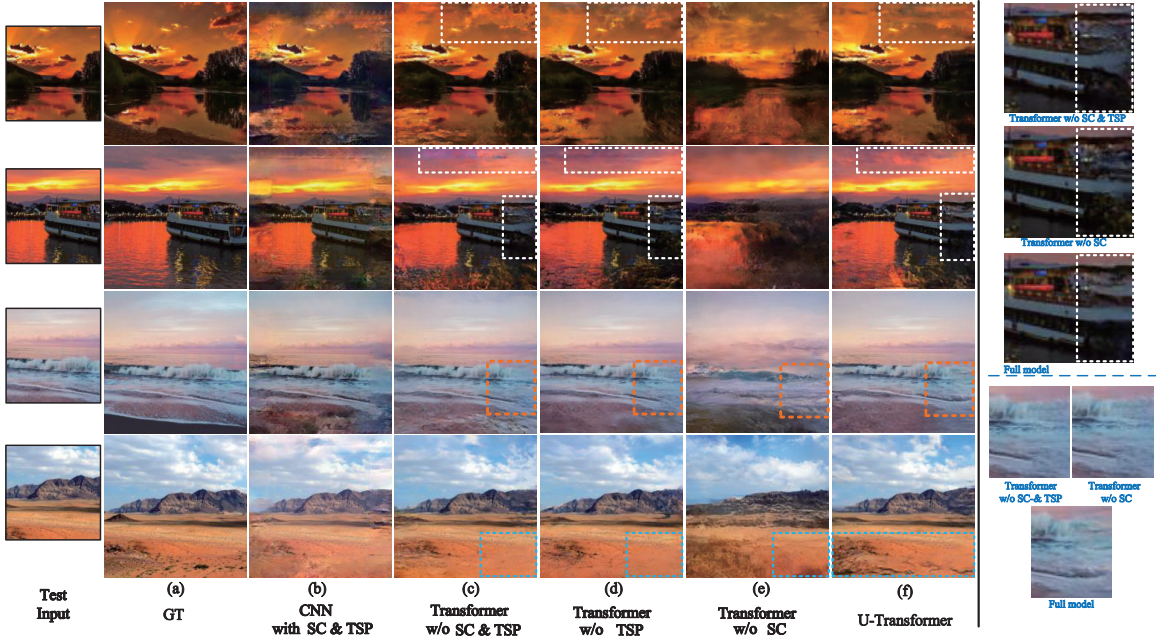 Transformer w/o SC & TSP
Transformer w/o SC
Full model
Transformer
w/o SC-& TSP
Transformer
w/o SC
Full model
Test
Input
(a)
GT
(b)
CNN
with SC & TSP
(c)
Transformer
w/o SC & TSP
(d)
Transformer
w/o TSP
(e)
Transformer
w/o SC
(f)
U-Transformer